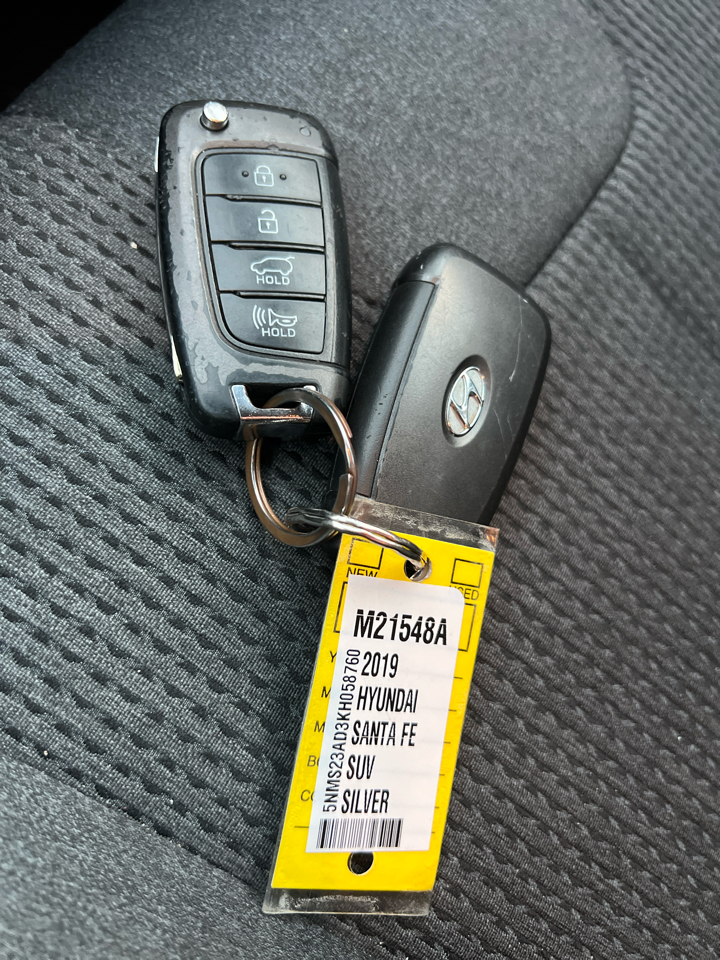 HOLD
HOLD
NEW
M21548A
5NMS23AD3KH058760
2019
HYUNDAI
SANTA FE
SUV
SILVER